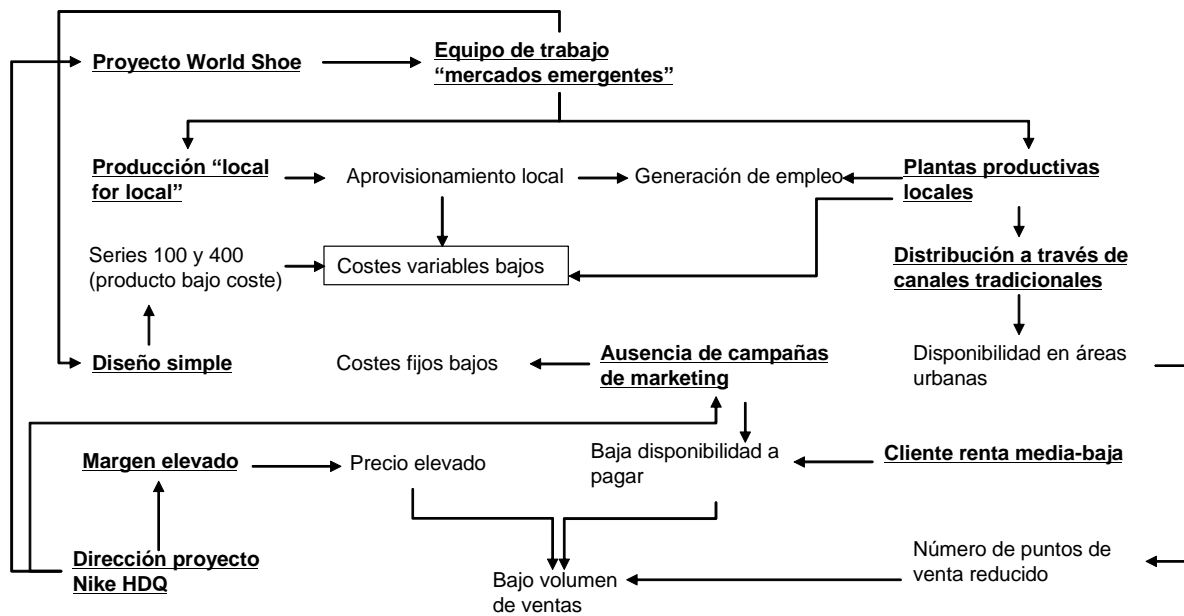 Proyecto World Shoe
Equipo de trabajo
“mercados emergentes”
Producción “local
for local”
Aprovisionamiento local
Generación de empleo
Plantas productivas
locales
Series 100 y 400
(producto bajo coste)
Costes variables bajos
Distribución a través de
canales tradicionales
Diseño simple
Costes fijos bajos
Ausencia de campañas
de marketing
Disponibilidad en áreas
urbanas
Margen elevado
Precio elevado
Baja disponibilidad a
pagar
Cliente renta media-baja
Dirección proyecto
Nike HDQ
Bajo volumen
de ventas
Número de puntos de
venta reducido